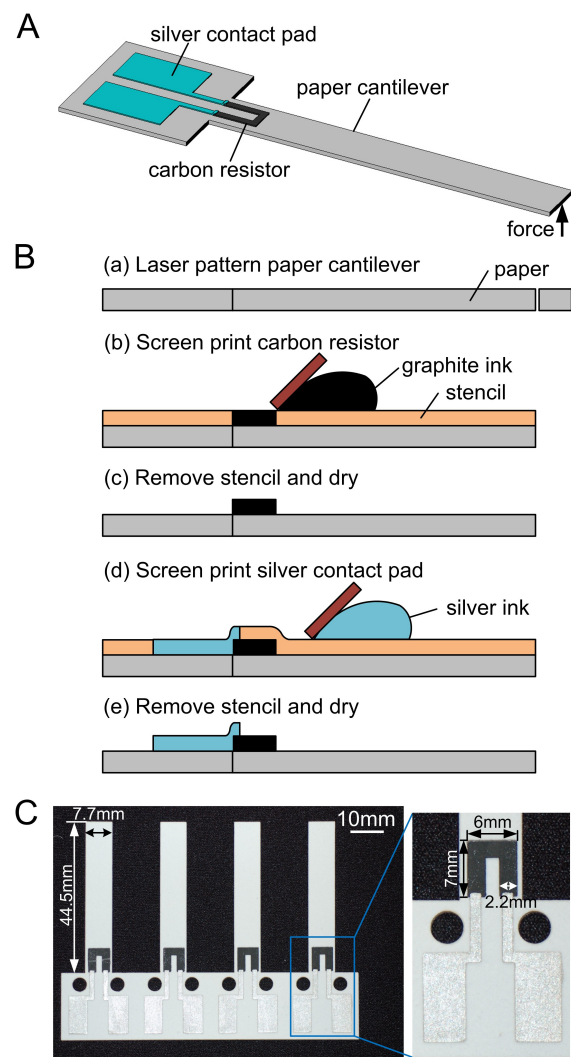 A
silver contact pad
paper cantilever
carbon resistor
force
B
(a) Laser pattern paper cantilever
paper
(b) Screen print carbon resistor
graphite ink
stencil
(c) Remove stencil and dry
(d) Screen print silver contact pad
silver ink
(e) Remove stencil and dry
C
7.7mm
10mm
44.5mm
6mm
7mm
2.2mm